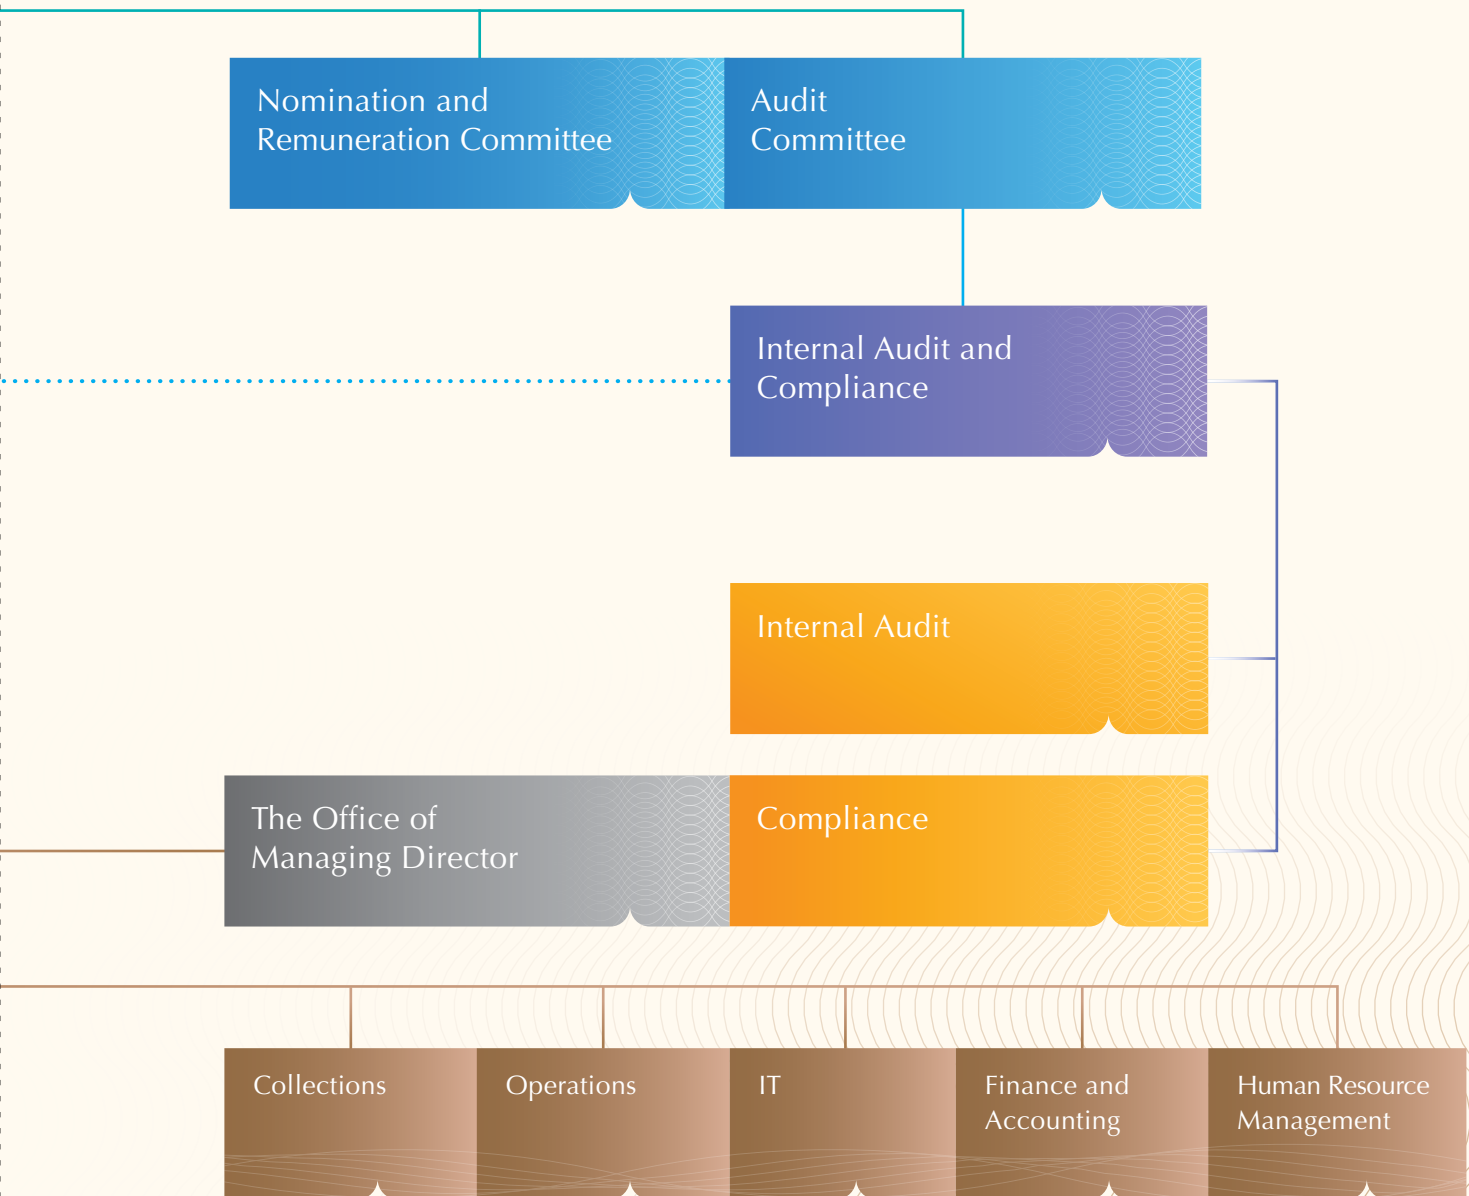 Nomination and
Remuneration Committee
Audit
Committee
Internal Audit and
Compliance
Internal Audit
The Office of
Managing Director
Compliance
Collections
Operations
IT
Finance and
Accounting
Human Resource
Management